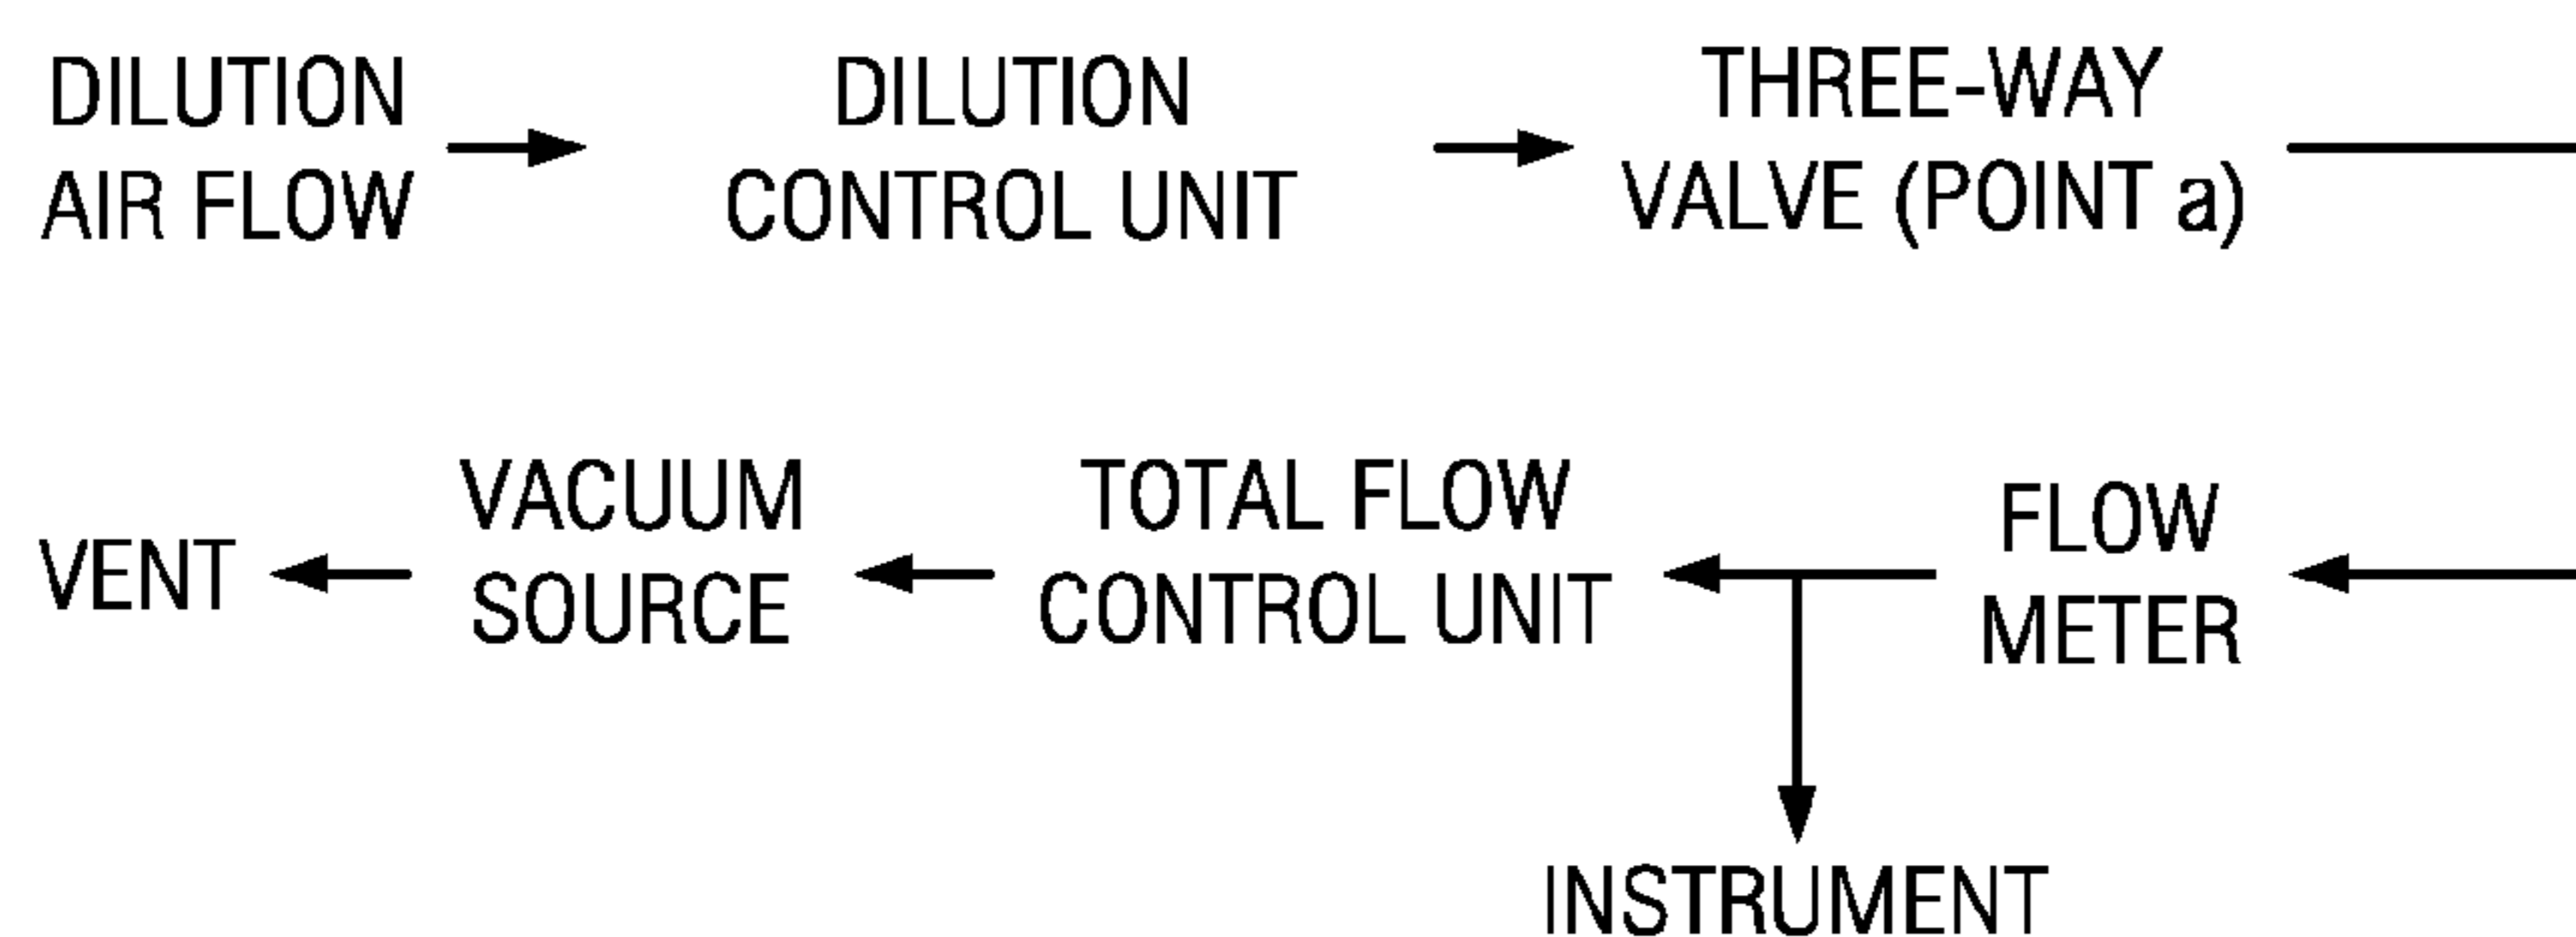 DILUTION
AIR FLOW
DILUTION
CONTROL UNIT
THREE-WAY
VALVE (POINT a)
VENT
VACUUM
SOURCE
TOTAL FLOW
CONTROL UNIT
FLOW
METER
INSTRUMENT